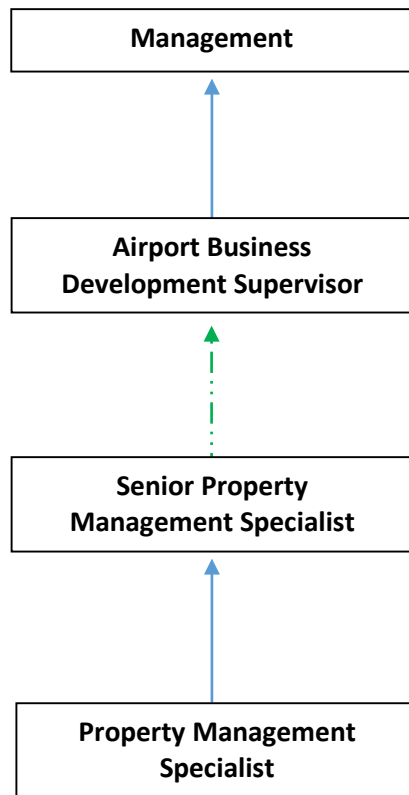 Management
Airport Business
Development Supervisor
Senior Property
Management Specialist
Property Management
Specialist